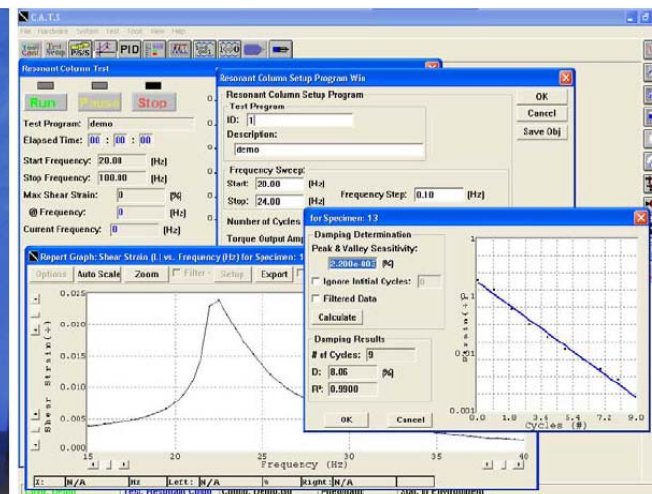 C.A.T.S
File Hardware System Test Tools View Help
PID
Resonant Column Test
Run Pause Stop
Test Program: demo
Elapsed Time: 00 : 00 : 00
Start Frequency: 20.00 (Hz)
Stop Frequency: 100.00 (Hz)
Max Shear Strain: 0 (%)
@ Frequency: 0 (Hz)
Current Frequency: 0 (Hz)
Resonant Column Setup Program Win
Resonant Column Setup Program
Test Program
ID: 1
Description:
demo
OK
Cancel
Save Obj
Frequency Sweep:
Start: 20.00 (Hz)
Stop: 24.00 (Hz)
Frequency Step: 0.10 (Hz)
Number of Cycles
Torque Output Amp
for Specimen: 13
Damping Determination
Peak & Valley Sensitivity:
(%)
Ignore Initial Cycles: 0
Filtered Data
Calculate
Damping Results
# of Cycles: 9
D: 8.06 (%)
R²: 0.9900
OK Cancel
1
0.1
0.01
0.001
Strain(÷)
0.0 1.8 3.6 5.4 7.2 9.0
Cycles (#)
Report Graph: Shear Strain (L) vs. Frequency (Hz) for Specimen: 1
Options Auto Scale Zoom Filter Setup Export
0.025
0.020
0.015
0.010
0.005
0.000
Shear Strain(÷)
15 20 25 30 35 40
Frequency (Hz)
X: N/A Hz Left: N/A % Right: N/A